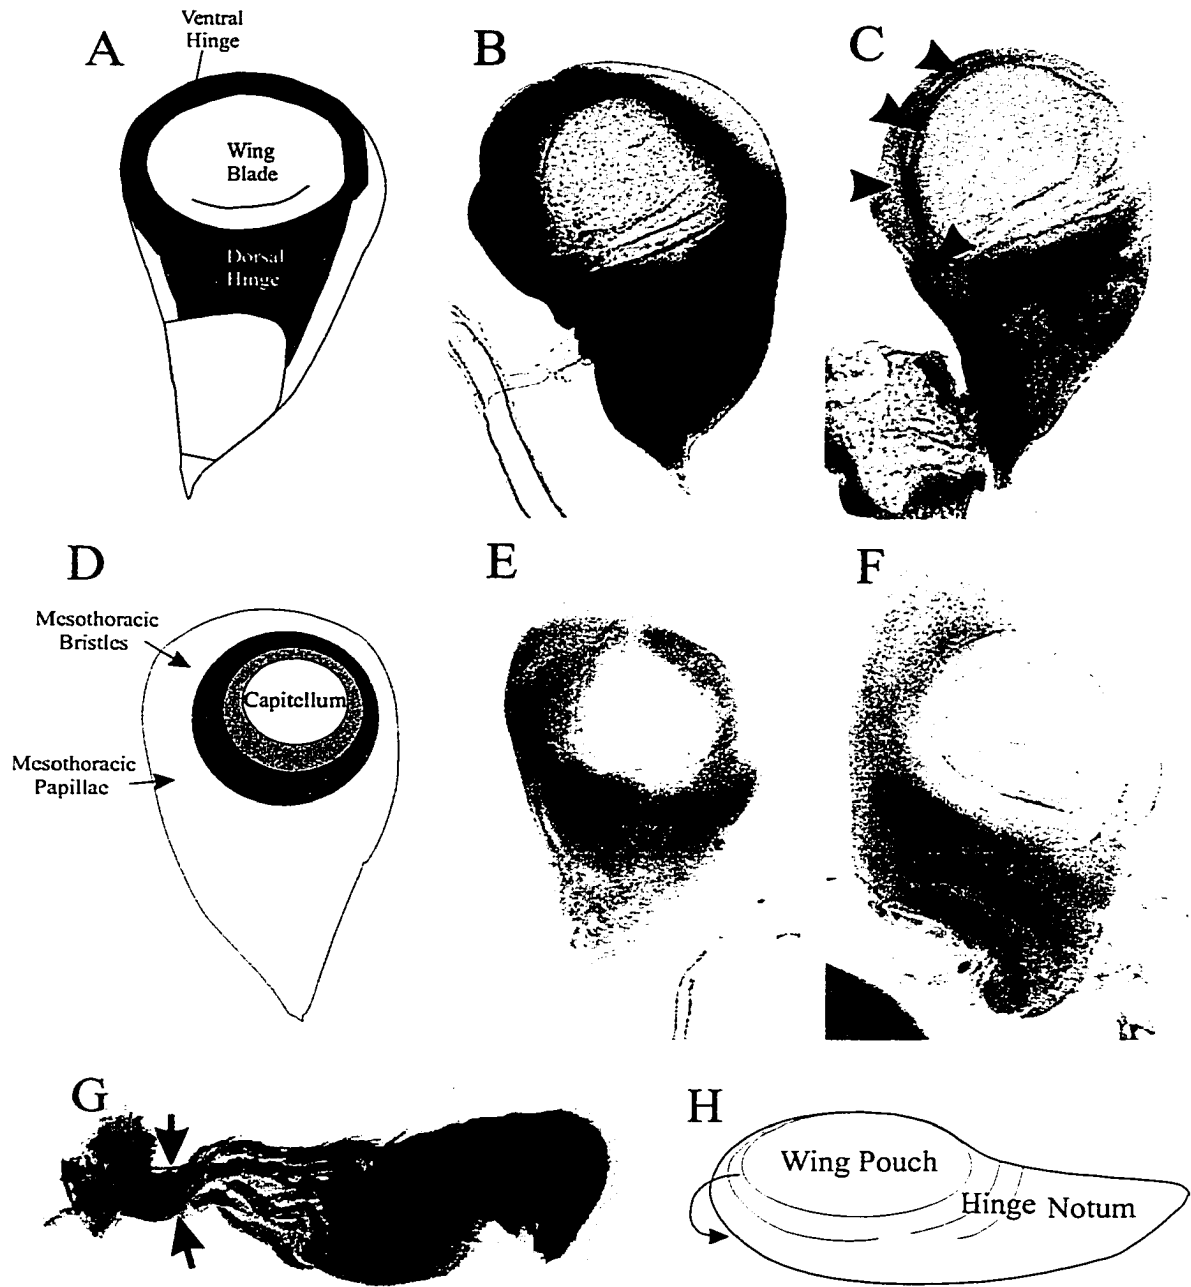 A
Ventral
Hinge
Wing
Blade
Dorsal
Hinge
B
C
D
Mesothoracic
Bristles
Capitellum
Mesothoracic
Papillae
E
F
G
H
Wing Pouch
Hinge Notum